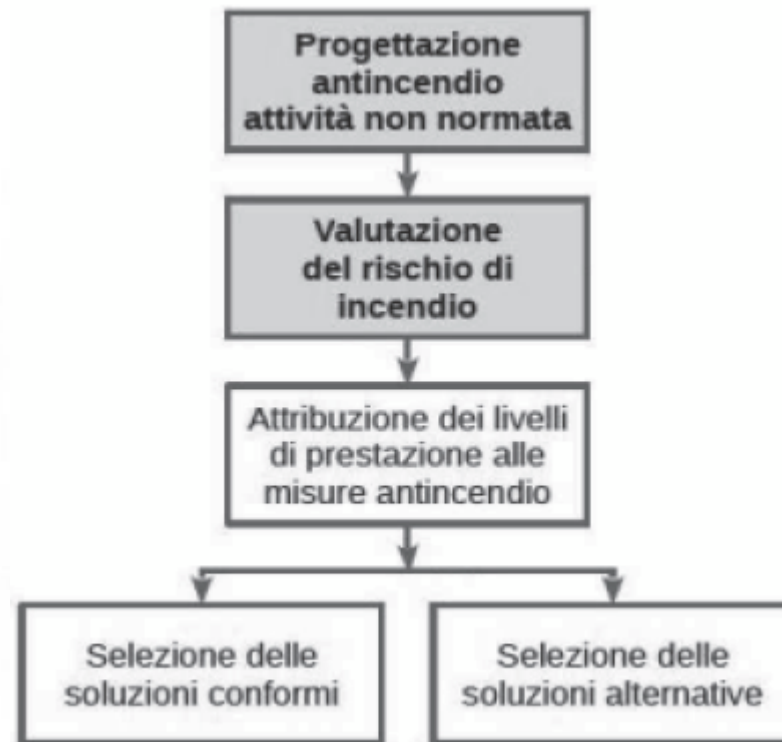 Progettazione
antincendio
attività non normata
Valutazione
del rischio di
incendio
Attribuzione dei livelli
di prestazione alle
misure antincendio
Selezione delle
soluzioni conformi
Selezione delle
soluzioni alternative